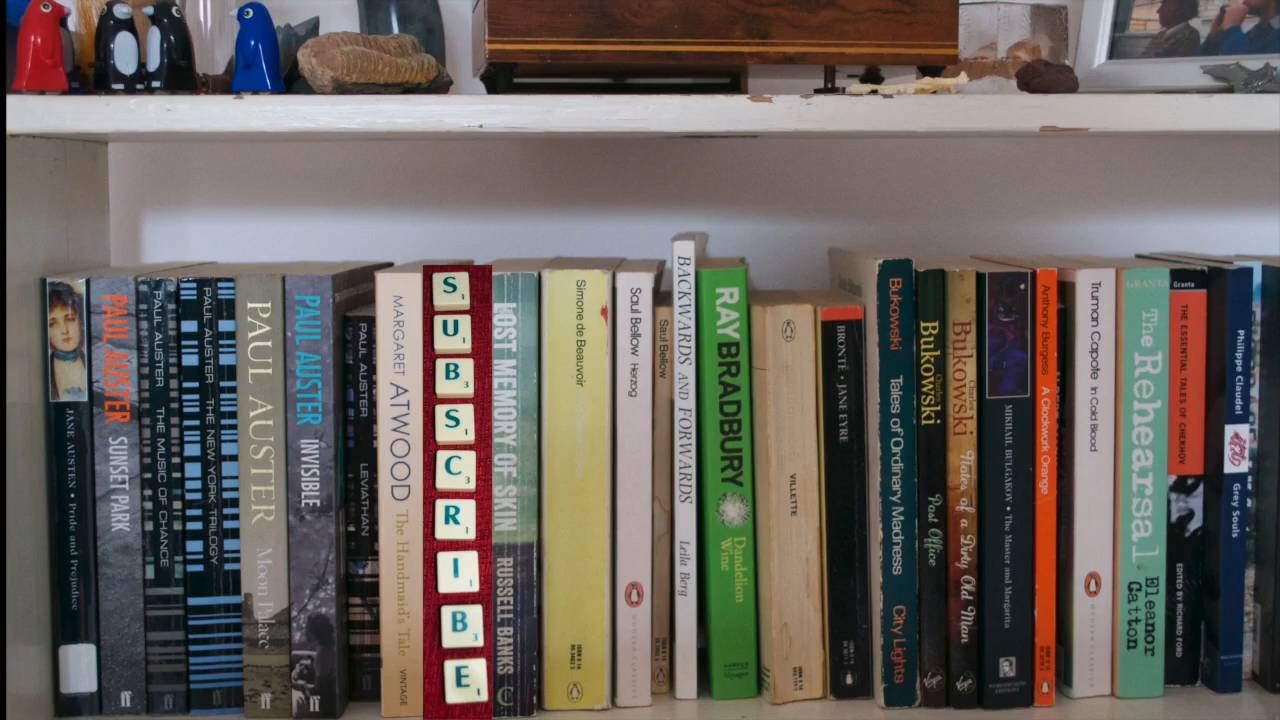 JANE AUSTEN • Pride and Prejudice
PAUL AUSTER SUNSET PARK
PAUL AUSTER THE MUSIC OF CHANCE
PAUL AUSTER THE NEW YORK TRILOGY
PAUL AUSTER Moon Palace
PAUL AUSTER INVISIBLE
PAUL AUSTER LEVIATHAN
MARGARET ATWOOD The Handmaid's Tale VINTAGE
SUBSCRIBE
LOST MEMORY OF SKIN RUSSELL BANKS
Simone de Beauvoir
Saul Bellow Herzog
Saul Bellow
BACKWARDS AND FORWARDS Leila Berg
RAY BRADBURY Dandelion Wine
VILLETTE
BRONTË · JANE EYRE
Bukowski Tales of Ordinary Madness City Lights
Charles Bukowski Post Office
Charles Bukowski Notes of a Dirty Old Man
MIKHAIL BULGAKOV • The Master and Margarita
Anthony Burgess A Clockwork Orange
Truman Capote In Cold Blood
GRANTA The Rehearsal Eleanor Catton
Granta THE ESSENTIAL TALES OF CHEKHOV EDITED BY RICHARD FORD
Philippe Claudel Grey Souls